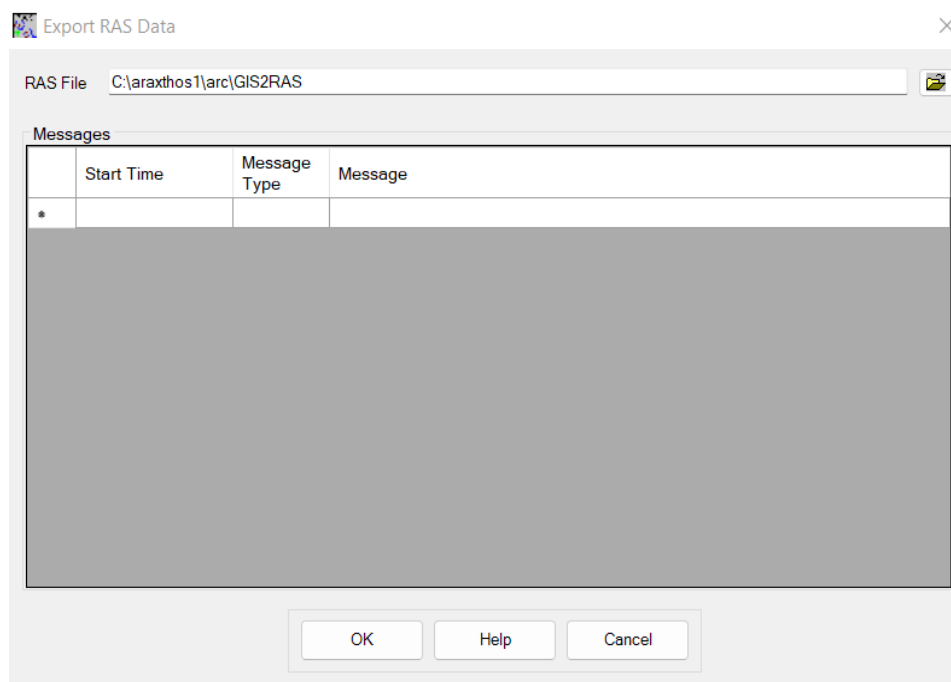 Export RAS Data
RAS File C:\araxthos1\arc\GIS2RAS
Messages
Start Time Message Type Message
*
OK Help Cancel